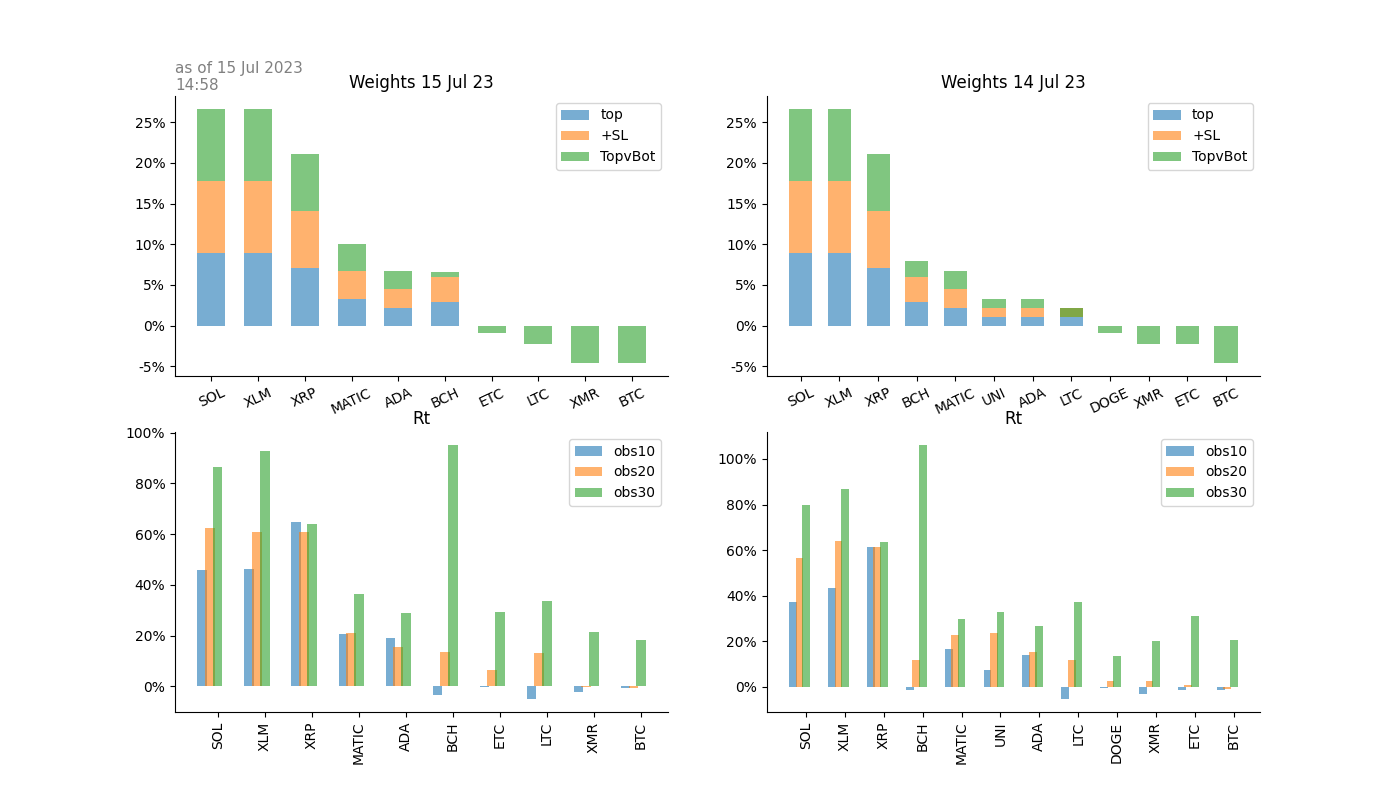 as of 15 Jul 2023
14:58
Weights 15 Jul 23
25%
20%
15%
10%
5%
0%
-5%
top
+SL
TopvBot
SOL XLM XRP MATIC ADA BCH ETC LTC XMR BTC
Weights 14 Jul 23
25%
20%
15%
10%
5%
0%
-5%
top
+SL
TopvBot
SOL XLM XRP BCH MATIC UNI ADA LTC DOGE XMR ETC BTC
Rt
100%
80%
60%
40%
20%
0%
obs10
obs20
obs30
SOL XLM XRP MATIC ADA BCH ETC LTC XMR BTC
Rt
100%
80%
60%
40%
20%
0%
obs10
obs20
obs30
SOL XLM XRP BCH MATIC UNI ADA LTC DOGE XMR ETC BTC